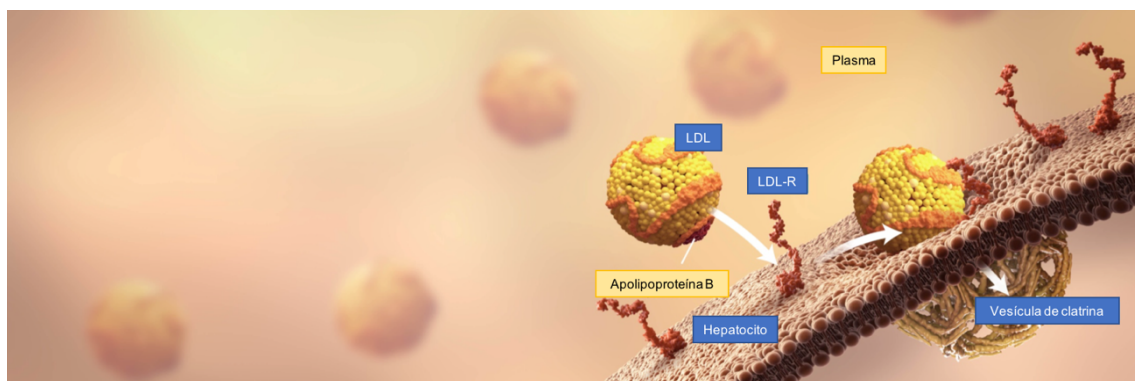 Plasma
LDL
LDL-R
Apolipoproteína B
Hepatocito
Vesícula de clatrina